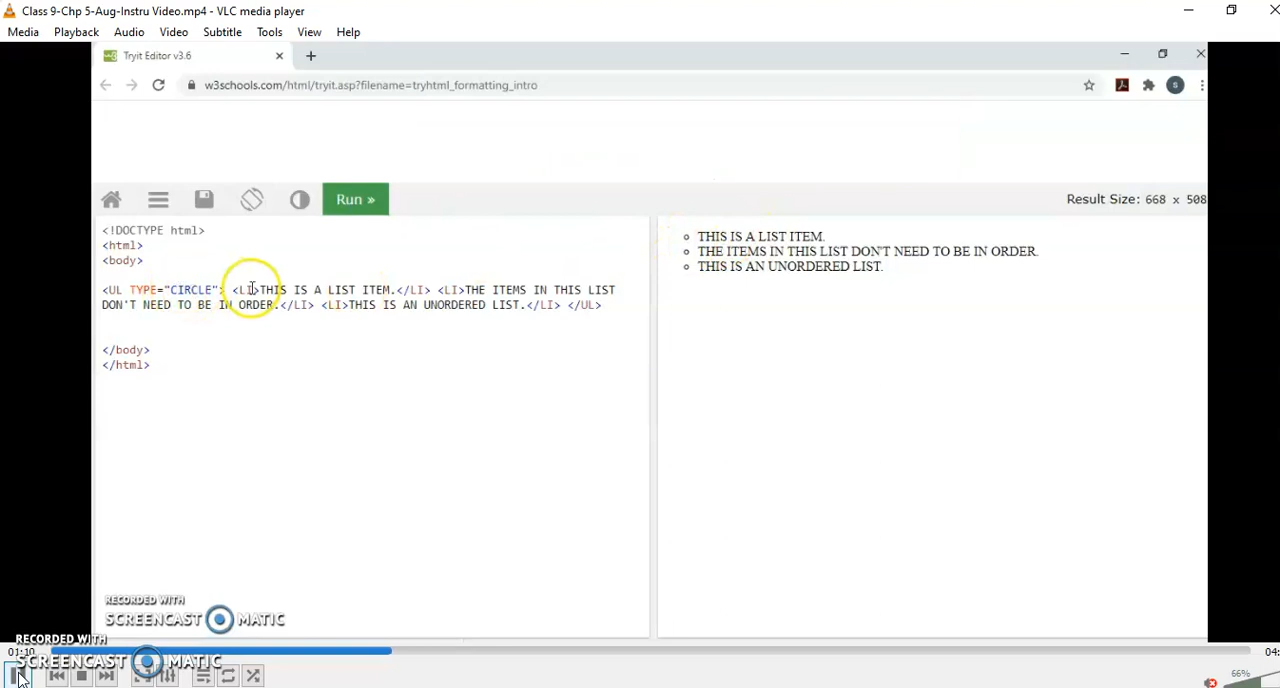 Class 9-Chp 5-Aug-Instru Video.mp4 - VLC media player
Media Playback Audio Video Subtitle Tools View Help
Tryit Editor v3.6
w3schools.com/html/tryit.asp?filename=tryhtml_formatting_intro
S
Run »
Result Size: 668 x 508
<!DOCTYPE html>
<html>
<body>
<UL TYPE="CIRCLE"> <LI>THIS IS A LIST ITEM.</LI> <LI>THE ITEMS IN THIS LIST
DON'T NEED TO BE IN ORDER.</LI> <LI>THIS IS AN UNORDERED LIST.</LI> </UL>
</body>
</html>
THIS IS A LIST ITEM.
THE ITEMS IN THIS LIST DON'T NEED TO BE IN ORDER.
THIS IS AN UNORDERED LIST.
RECORDED WITH
SCREENCAST MATIC
RECORDED WITH
SCREENCAST MATIC
01:10
04:
66%